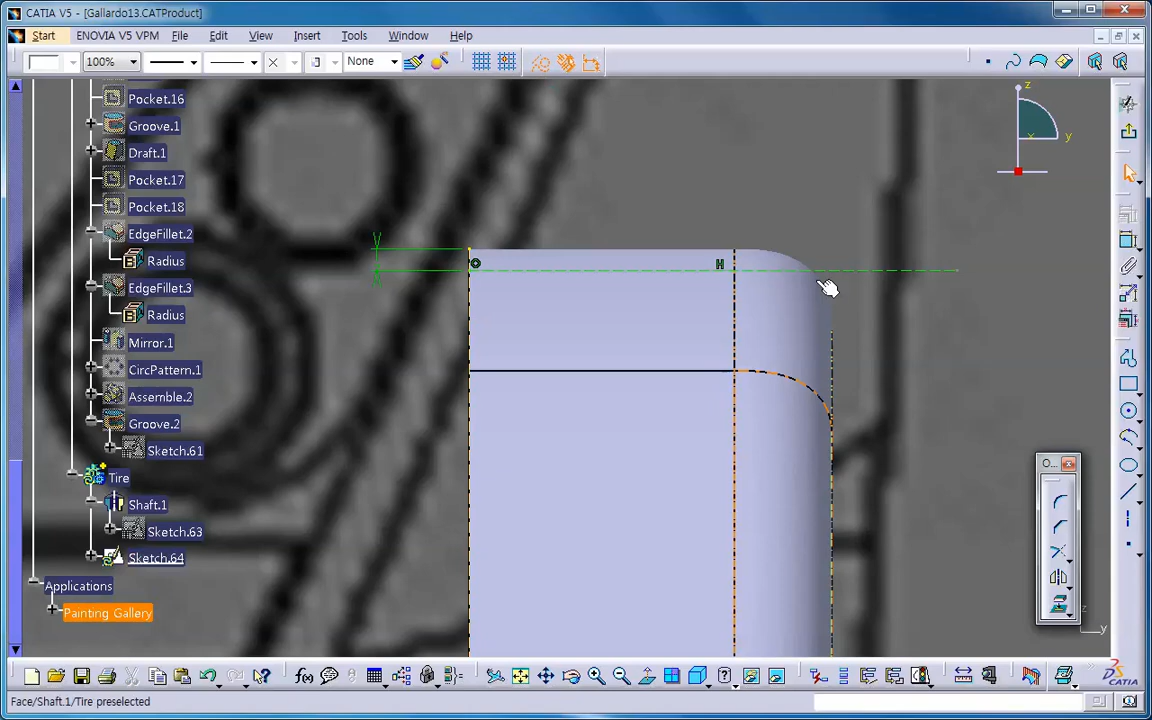 CATIA V5 - [Gallardo13.CATProduct]
Start ENOVIA V5 VPM File Edit View Insert Tools Window Help
100% None
Pocket.16
Groove.1
Draft.1
Pocket.17
Pocket.18
EdgeFillet.2
Radius
EdgeFillet.3
Radius
Mirror.1
CircPattern.1
Assemble.2
Groove.2
Sketch.61
Tire
Shaft.1
Sketch.63
Sketch.64
Applications
Painting Gallery
z
x y
H
O...
z
y
CATIA
Face/Shaft.1/Tire preselected